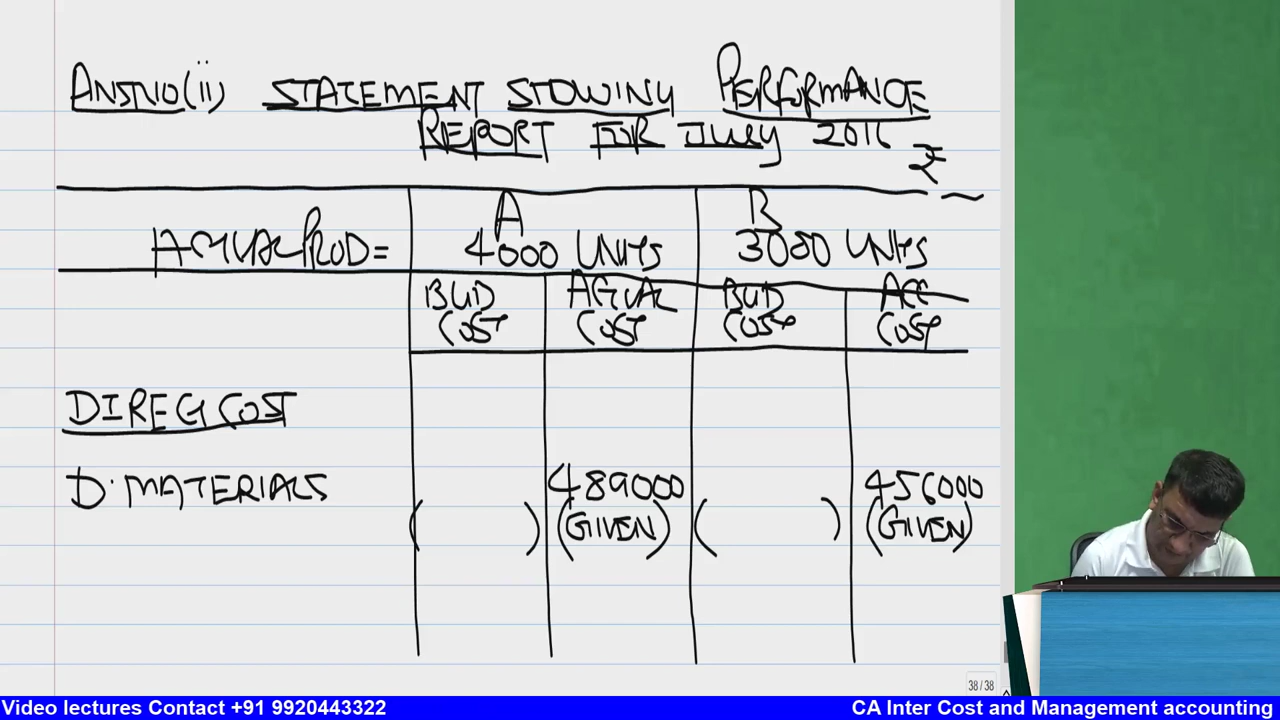 ANSNO(ii) STATEMENT SHOWING PERFORMANCE
REPORT FOR JULY 2016
₹
A B
ACTUAL PROD = 4000 UNITS 3000 UNITS
BUD COST ACTUAL COST BUD COST ACT COST
DIRECT COST
D. MATERIALS 489000 456000
( ) (GIVEN) ( ) (GIVEN)
38 / 38
Video lectures Contact +91 9920443322 CA Inter Cost and Management accounting